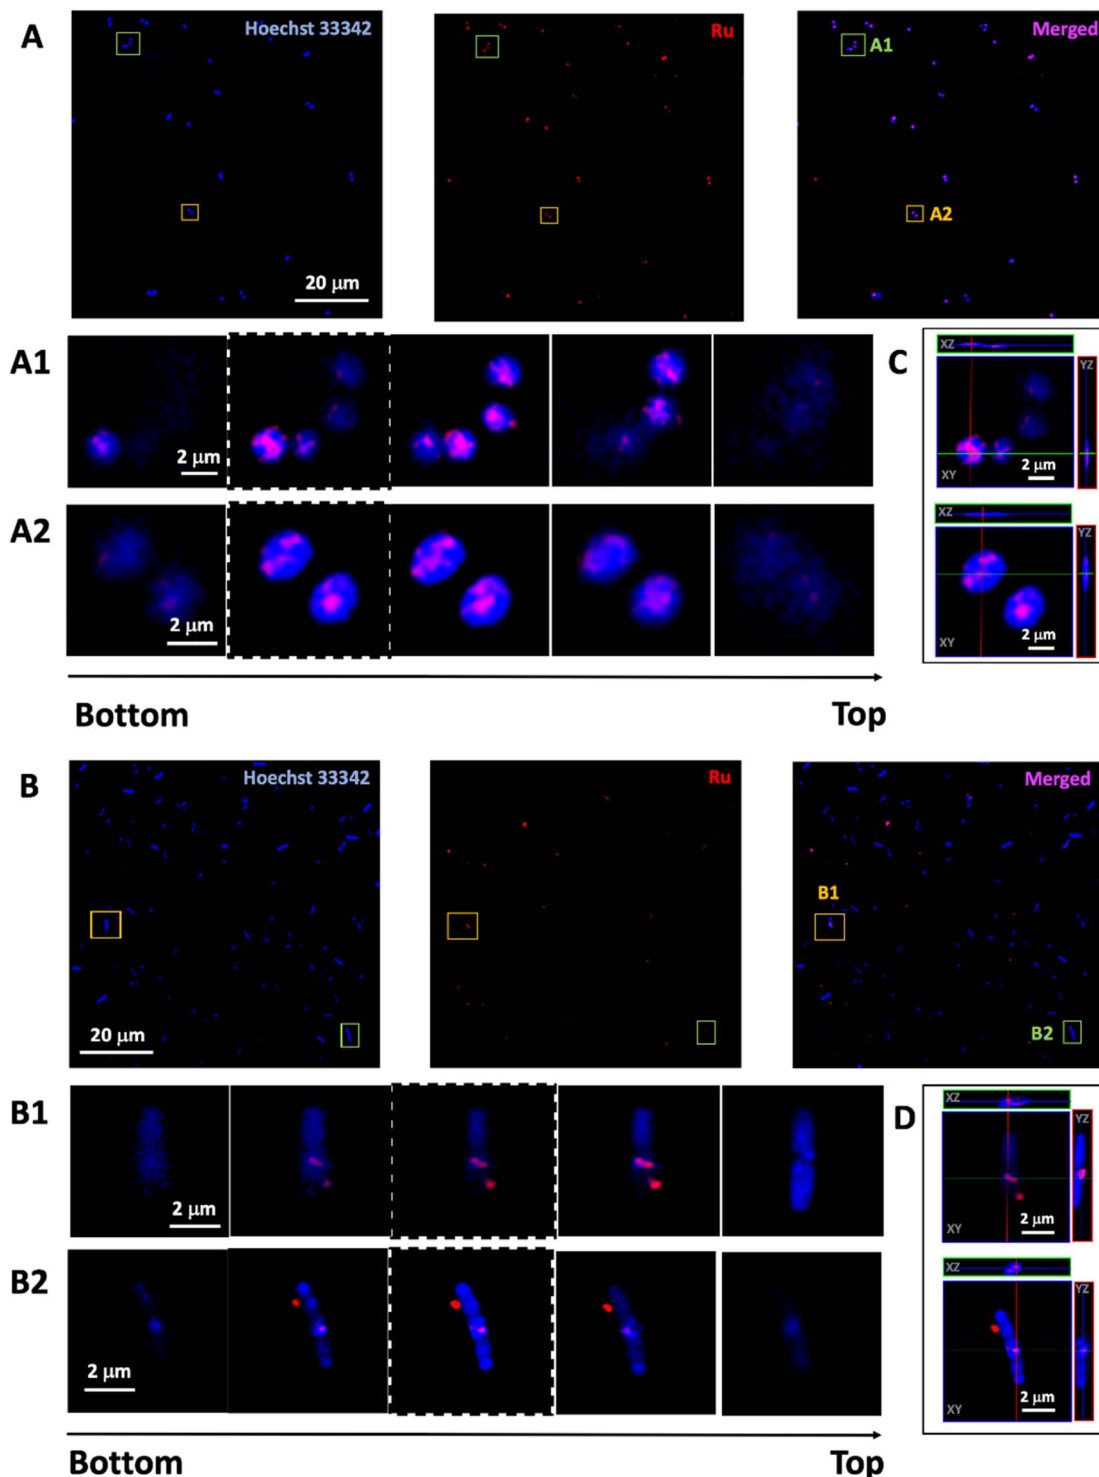 A
Hoechst 33342
Ru
Merged
A1
A2
20 μm
A1
2 μm
C
XZ
YZ
XY
2 μm
A2
2 μm
XZ
YZ
XY
2 μm
Bottom
Top
B
Hoechst 33342
Ru
Merged
B1
B2
20 μm
B1
2 μm
D
XZ
YZ
XY
2 μm
B2
2 μm
XZ
YZ
XY
2 μm
Bottom
Top